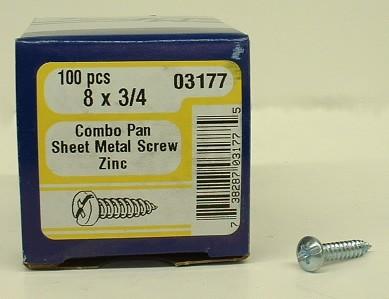 100 pcs
8 x 3/4
03177
Combo Pan
Sheet Metal Screw
Zinc
7 38287 03177 5